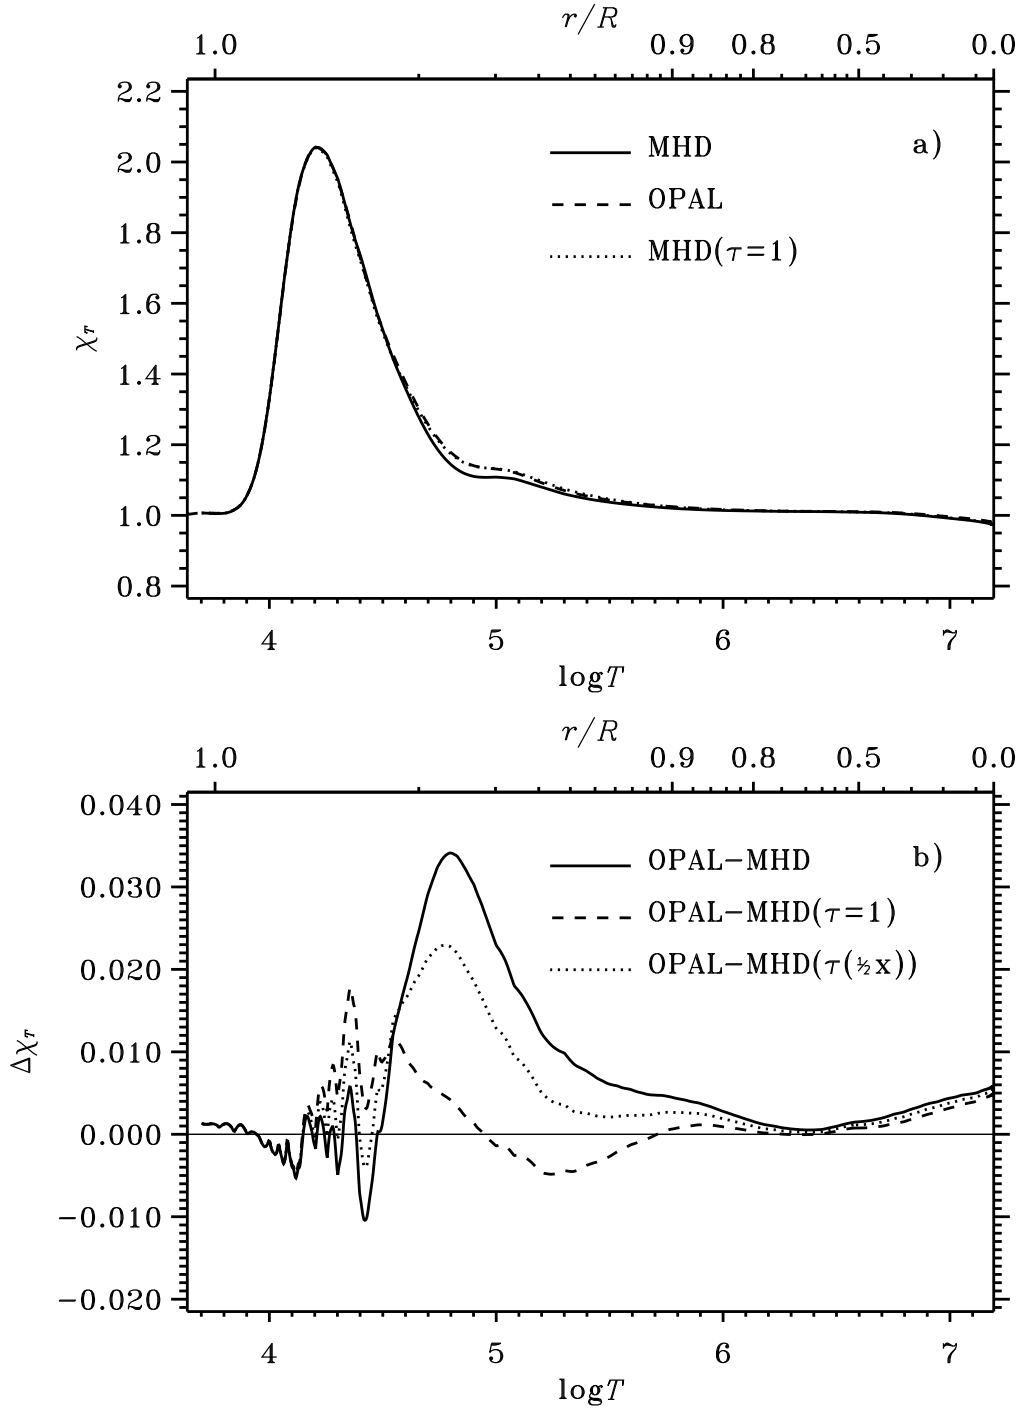 r/R
1.0 0.9 0.8 0.5 0.0
2.2
MHD a)
2.0
OPAL
1.8
MHD(τ=1)
1.6
χT
1.4
1.2
1.0
0.8
4 5 6 7
logT
r/R
1.0 0.9 0.8 0.5 0.0
0.040
OPAL−MHD b)
0.030
OPAL−MHD(τ=1)
0.020
OPAL−MHD(τ(½x))
0.010
ΔχT
0.000
−0.010
−0.020
4 5 6 7
logT